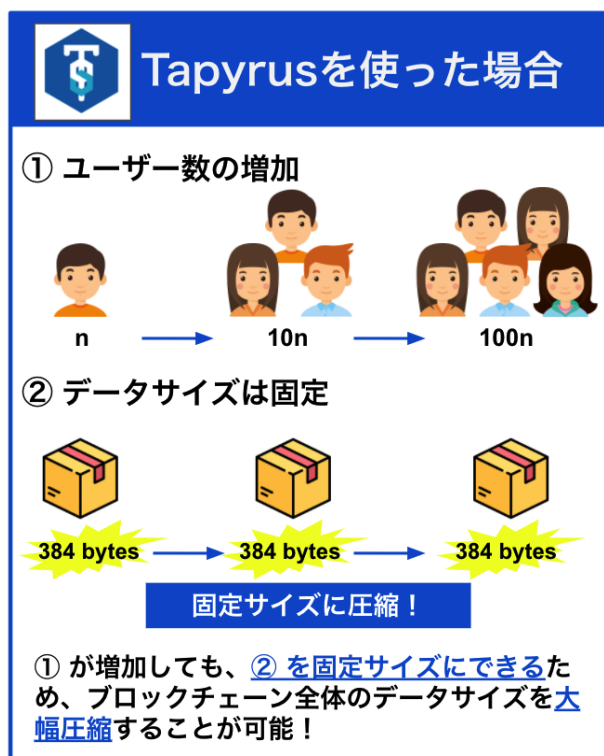 Tapyrusを使った場合
① ユーザー数の増加
n 10n 100n
② データサイズは固定
384 bytes 384 bytes 384 bytes
固定サイズに圧縮！
① が増加しても、② を固定サイズにできるた
め、ブロックチェーン全体のデータサイズを大
幅圧縮することが可能！